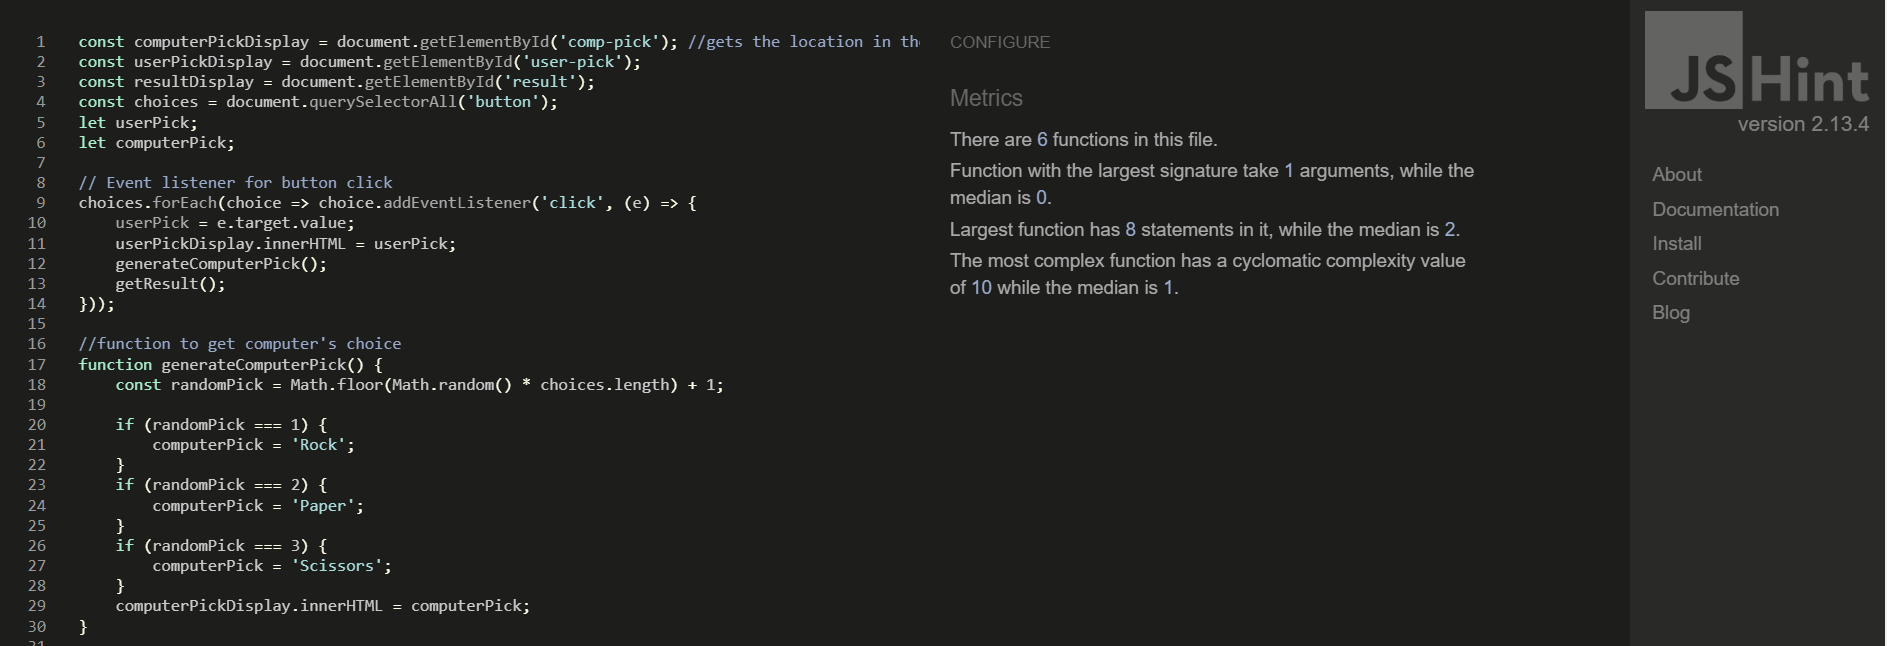 1 const computerPickDisplay = document.getElementById('comp-pick'); //gets the location in the
2 const userPickDisplay = document.getElementById('user-pick');
3 const resultDisplay = document.getElementById('result');
4 const choices = document.querySelectorAll('button');
5 let userPick;
6 let computerPick;
7
8 // Event listener for button click
9 choices.forEach(choice => choice.addEventListener('click', (e) => {
10 userPick = e.target.value;
11 userPickDisplay.innerHTML = userPick;
12 generateComputerPick();
13 getResult();
14 }));
15
16 //function to get computer's choice
17 function generateComputerPick() {
18 const randomPick = Math.floor(Math.random() * choices.length) + 1;
19
20 if (randomPick === 1) {
21 computerPick = 'Rock';
22 }
23 if (randomPick === 2) {
24 computerPick = 'Paper';
25 }
26 if (randomPick === 3) {
27 computerPick = 'Scissors';
28 }
29 computerPickDisplay.innerHTML = computerPick;
30 }
31
CONFIGURE
Metrics
There are 6 functions in this file.
Function with the largest signature take 1 arguments, while the
median is 0.
Largest function has 8 statements in it, while the median is 2.
The most complex function has a cyclomatic complexity value
of 10 while the median is 1.
JSHint
version 2.13.4
About
Documentation
Install
Contribute
Blog